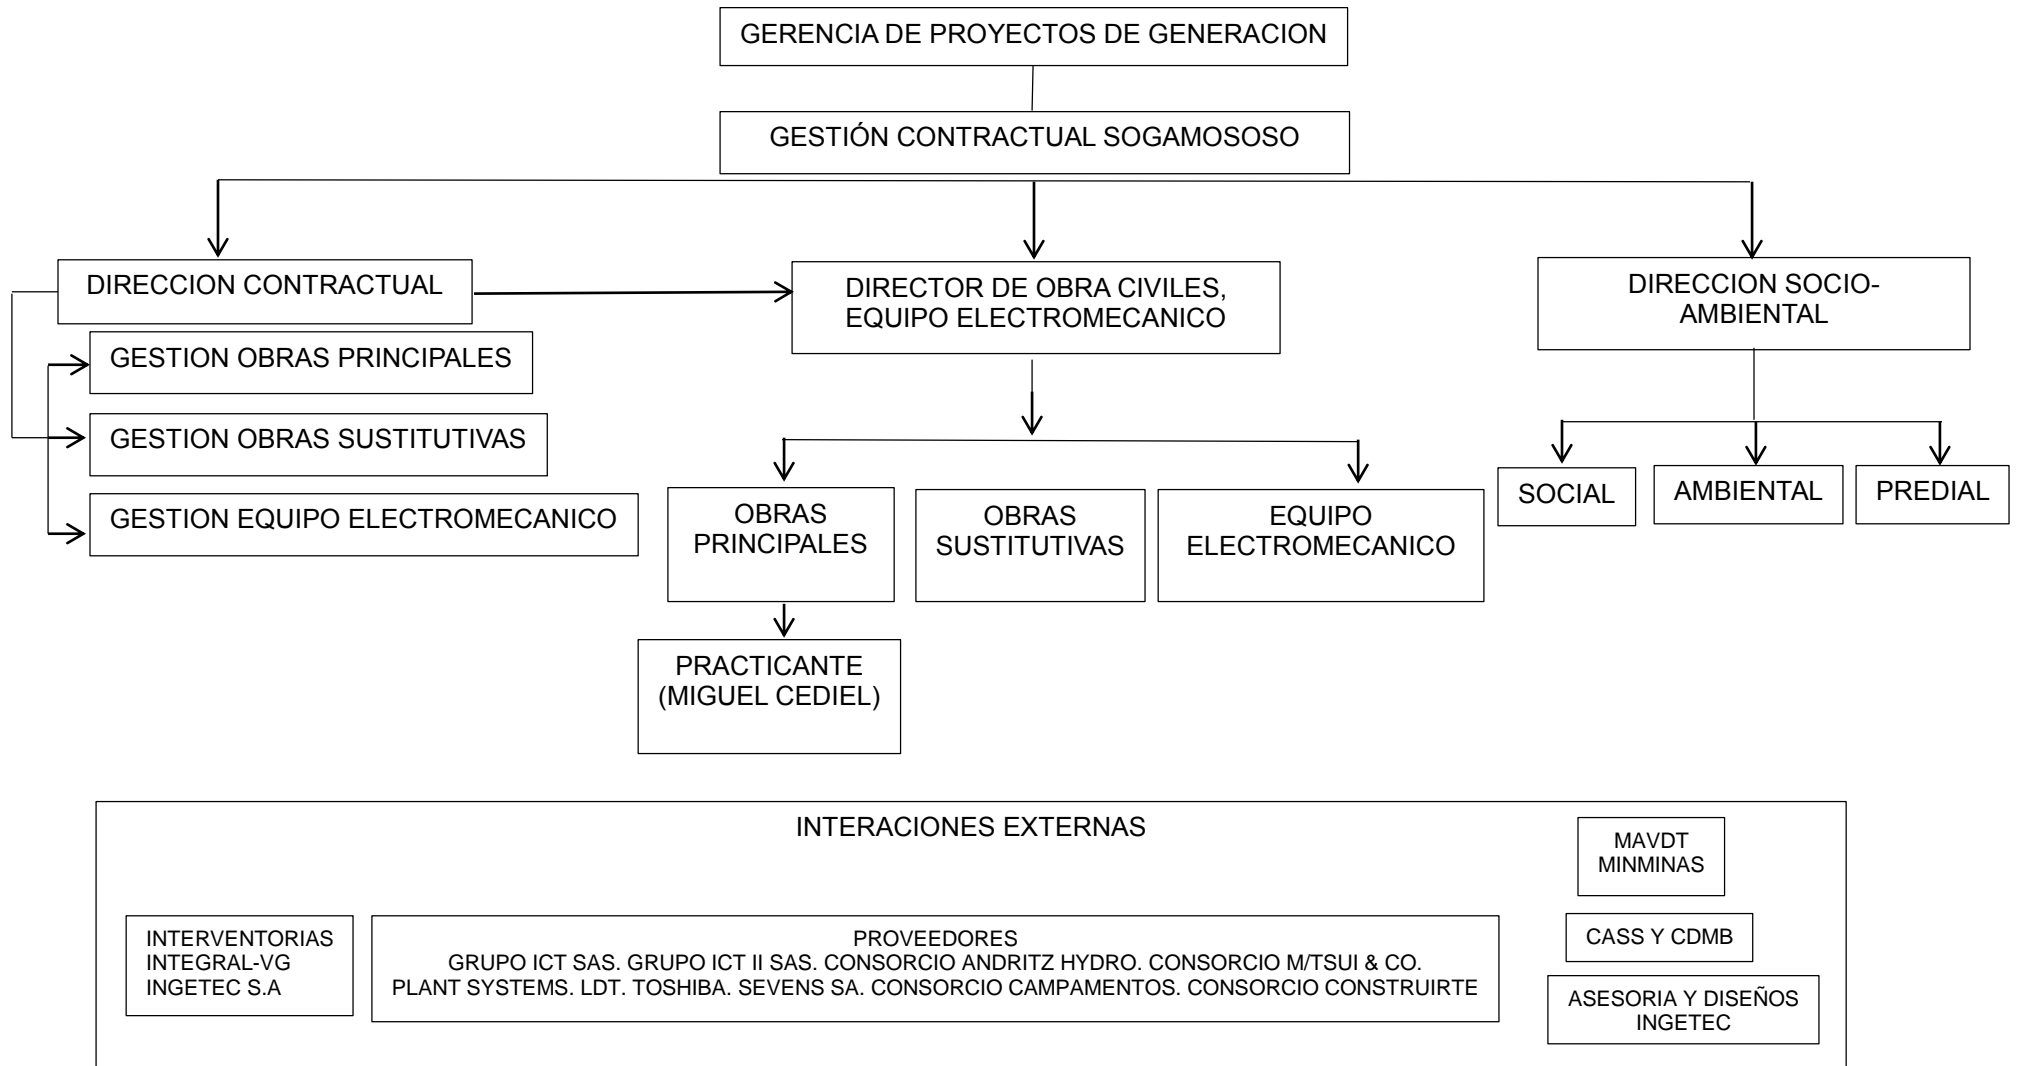 GERENCIA DE PROYECTOS DE GENERACION
GESTIÓN CONTRACTUAL SOGAMOSOSO
DIRECCION CONTRACTUAL
DIRECTOR DE OBRA CIVILES,
EQUIPO ELECTROMECANICO
DIRECCION SOCIO-
AMBIENTAL
GESTION OBRAS PRINCIPALES
GESTION OBRAS SUSTITUTIVAS
GESTION EQUIPO ELECTROMECANICO
OBRAS
PRINCIPALES
OBRAS
SUSTITUTIVAS
EQUIPO
ELECTROMECANICO
SOCIAL
AMBIENTAL
PREDIAL
PRACTICANTE
(MIGUEL CEDIEL)
INTERACIONES EXTERNAS
MAVDT
MINMINAS
INTERVENTORIAS
INTEGRAL-VG
INGETEC S.A
PROVEEDORES
GRUPO ICT SAS. GRUPO ICT II SAS. CONSORCIO ANDRITZ HYDRO. CONSORCIO M/TSUI & CO.
PLANT SYSTEMS. LDT. TOSHIBA. SEVENS SA. CONSORCIO CAMPAMENTOS. CONSORCIO CONSTRUIRTE
CASS Y CDMB
ASESORIA Y DISEÑOS
INGETEC